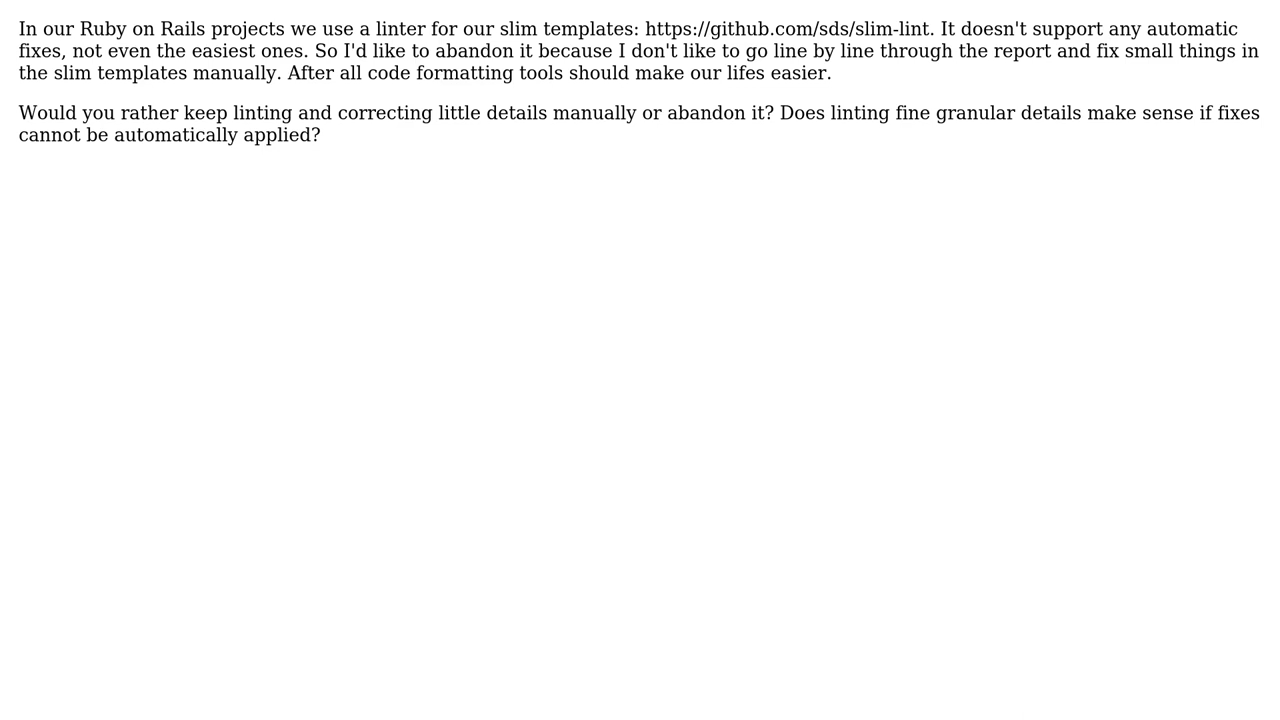 In our Ruby on Rails projects we use a linter for our slim templates: https://github.com/sds/slim-lint. It doesn't support any automatic
fixes, not even the easiest ones. So I'd like to abandon it because I don't like to go line by line through the report and fix small things in
the slim templates manually. After all code formatting tools should make our lifes easier.
Would you rather keep linting and correcting little details manually or abandon it? Does linting fine granular details make sense if fixes
cannot be automatically applied?